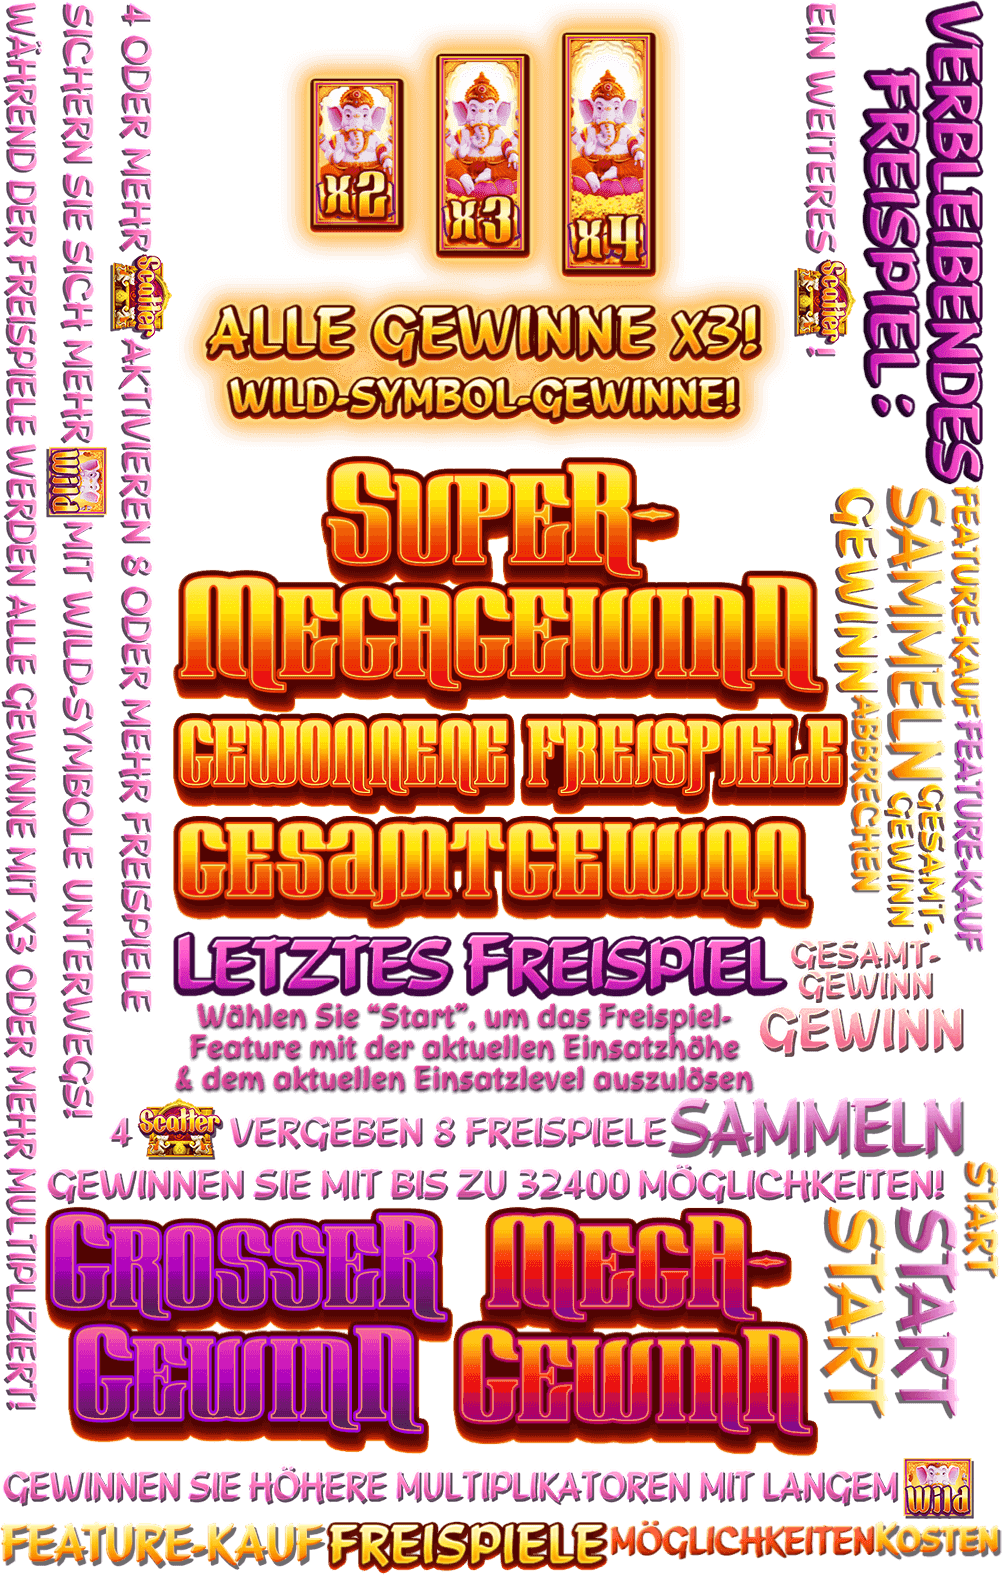 WÄHREND DER FREISPIELE WERDEN ALLE GEWINNE MIT X3 ODER MEHR MULTIPLIZIERT!
SICHERN SIE SICH MEHR Wild MIT WILD-SYMBOLE UNTERWEGS!
4 ODER MEHR Scatter AKTIVIEREN 8 ODER MEHR FREISPIELE
x2
x3
x4
EIN WEITERES Scatter !
VERBLEIBENDES
FREISPIEL :
ALLE GEWINNE x3!
WILD-SYMBOL-GEWINNE!
SUPER-
MEGAGEWINN
GEWONNENE FREISPIELE
GESAMTGEWINN
FEATURE-KAUF
FEATURE-KAUF
SAMMELN
GESAMT-
GEWINN
GEWINN
ABBRECHEN
LETZTES FREISPIEL
GESAMT-
GEWINN
GEWINN
Wählen Sie “Start”, um das Freispiel-
Feature mit der aktuellen Einsatzhöhe
& dem aktuellen Einsatzlevel auszulösen
4 Scatter VERGEBEN 8 FREISPIELE
SAMMELN
GEWINNEN SIE MIT BIS ZU 32400 MÖGLICHKEITEN!
GROSSER
GEWINN
MEGA-
GEWINN
START
START
START
GEWINNEN SIE HÖHERE MULTIPLIKATOREN MIT LANGEM Wild
FEATURE-KAUF
FREISPIELE
MÖGLICHKEITEN
KOSTEN